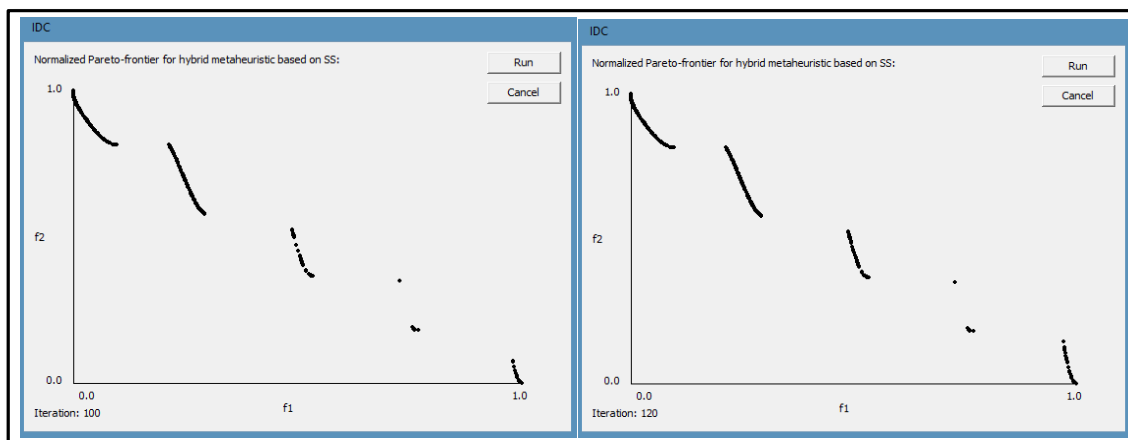 IDC
Normalized Pareto-frontier for hybrid metaheuristic based on SS:
Run
Cancel
1.0
f2
0.0
0.0
1.0
f1
Iteration: 100
IDC
Normalized Pareto-frontier for hybrid metaheuristic based on SS:
Run
Cancel
1.0
f2
0.0
0.0
1.0
f1
Iteration: 120